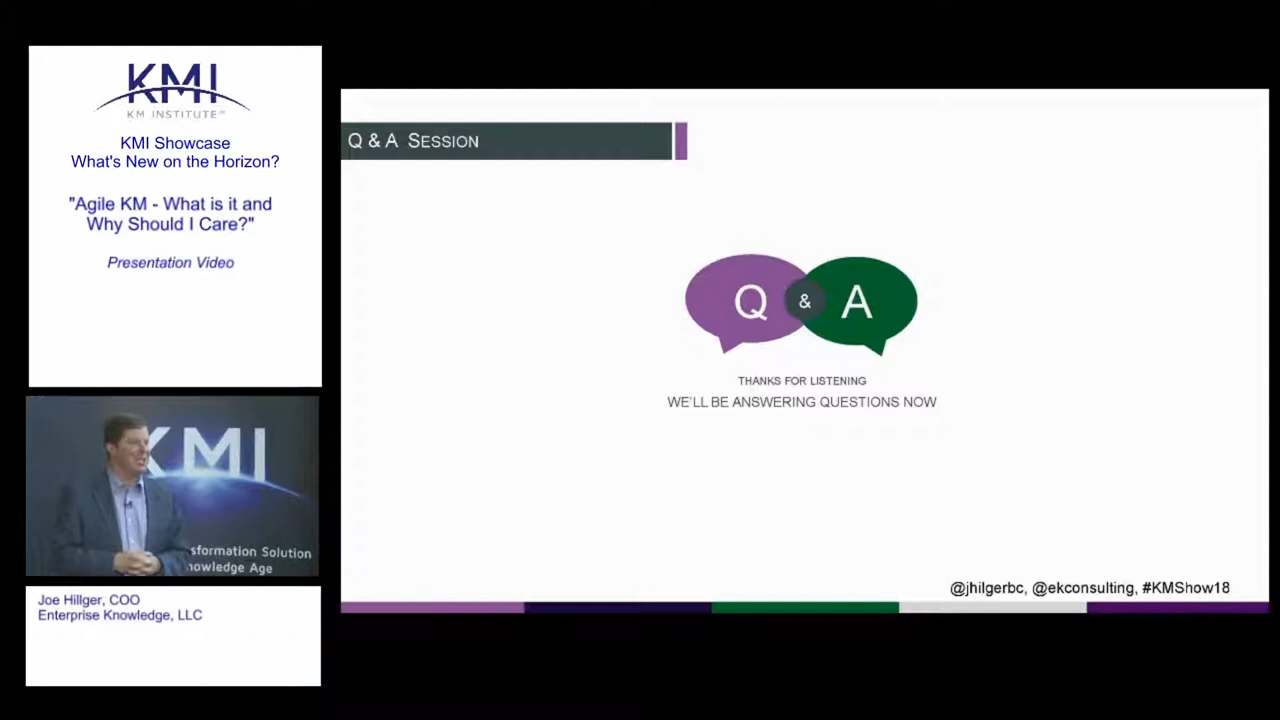 KMI
KM INSTITUTE
KMI Showcase
What's New on the Horizon?
"Agile KM - What is it and
Why Should I Care?"
Presentation Video
KMI
sformation Solution
nowledge Age
Joe Hillger, COO
Enterprise Knowledge, LLC
Q & A SESSION
Q & A
THANKS FOR LISTENING
WE'LL BE ANSWERING QUESTIONS NOW
@jhilgerbc, @ekconsulting, #KMShow18